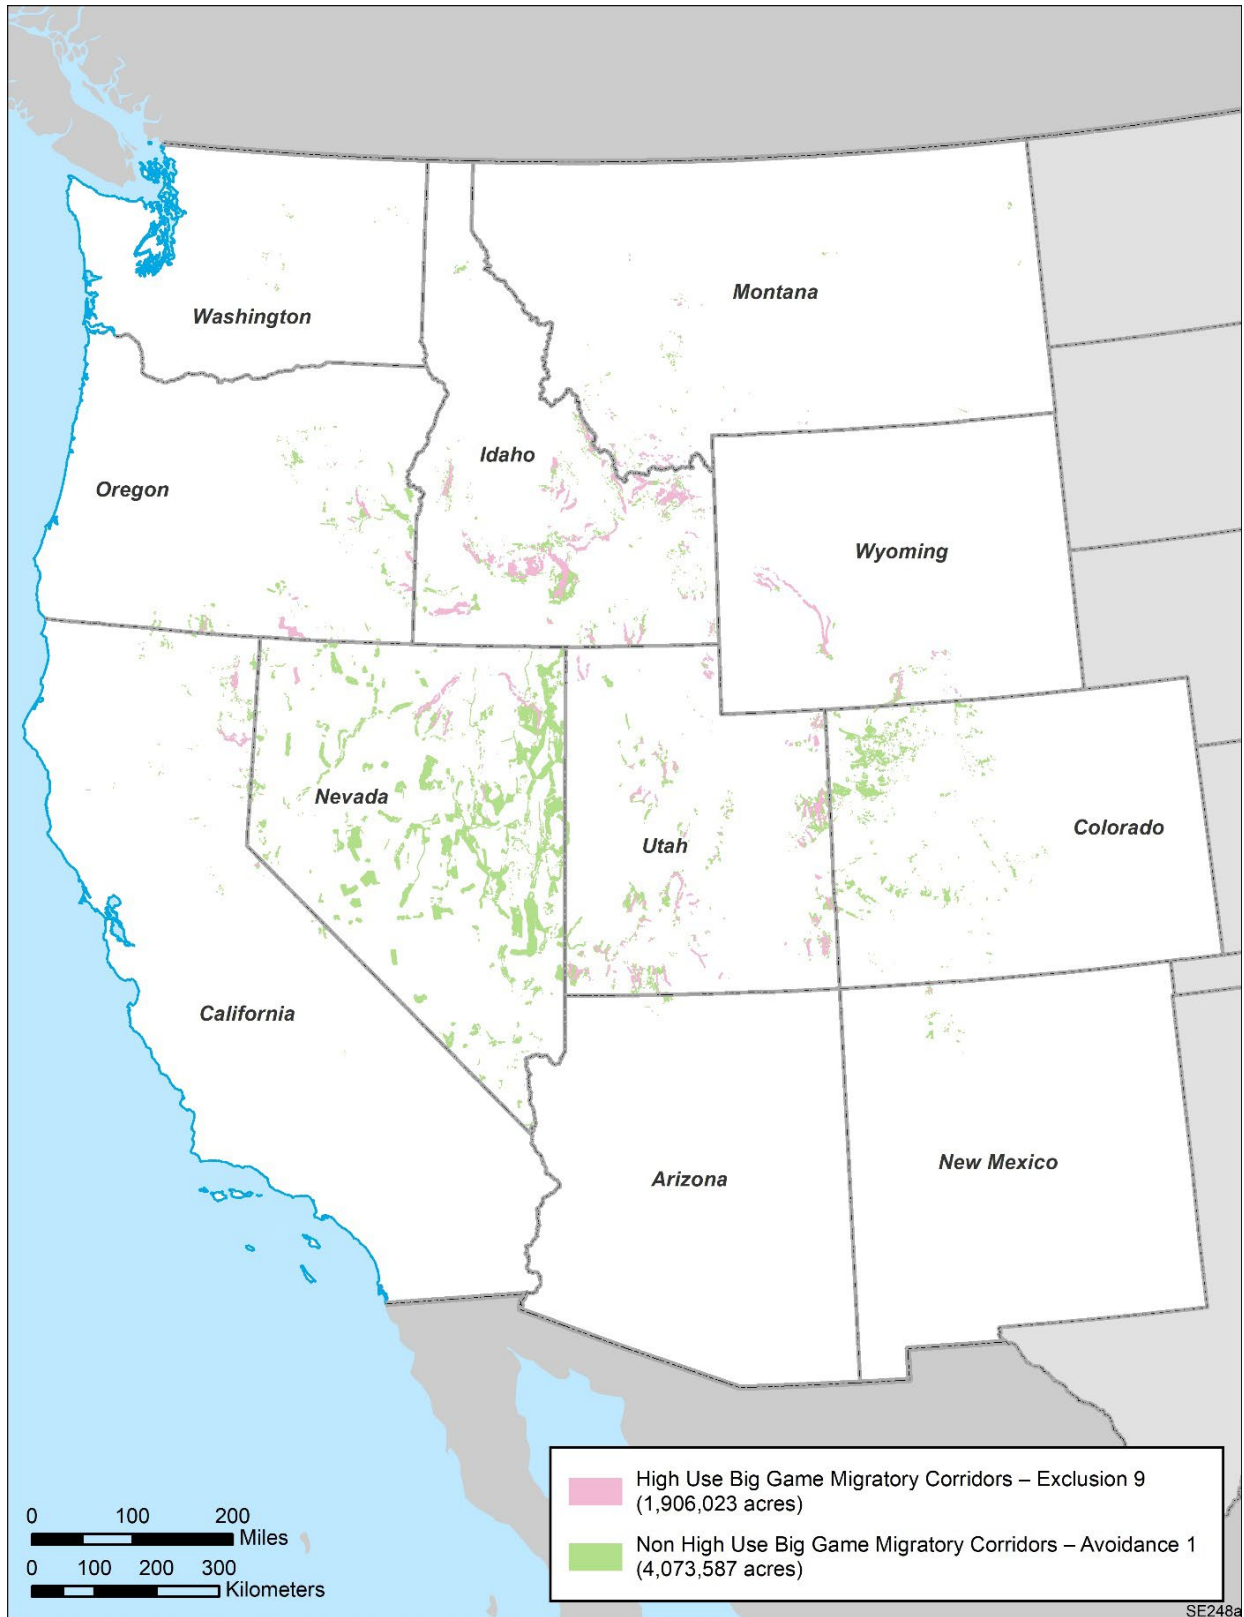 Washington
Montana
Oregon
Idaho
Wyoming
Nevada
Utah
Colorado
California
Arizona
New Mexico
High Use Big Game Migratory Corridors – Exclusion 9
(1,906,023 acres)
Non High Use Big Game Migratory Corridors – Avoidance 1
(4,073,587 acres)
0 100 200
Miles
0 100 200 300
Kilometers
SE248a